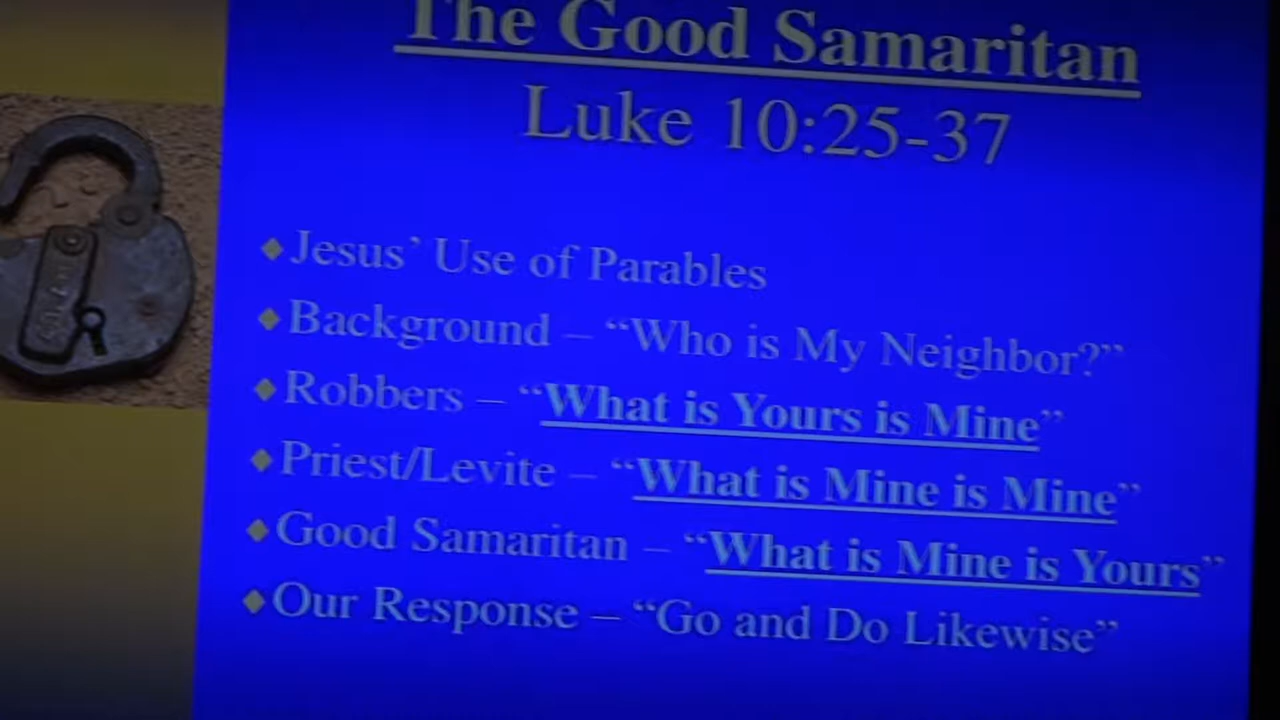 The Good Samaritan
Luke 10:25-37
◆Jesus’ Use of Parables
◆Background – “Who is My Neighbor?”
◆Robbers – “What is Yours is Mine”
◆Priest/Levite – “What is Mine is Mine”
◆Good Samaritan – “What is Mine is Yours”
◆Our Response – “Go and Do Likewise”